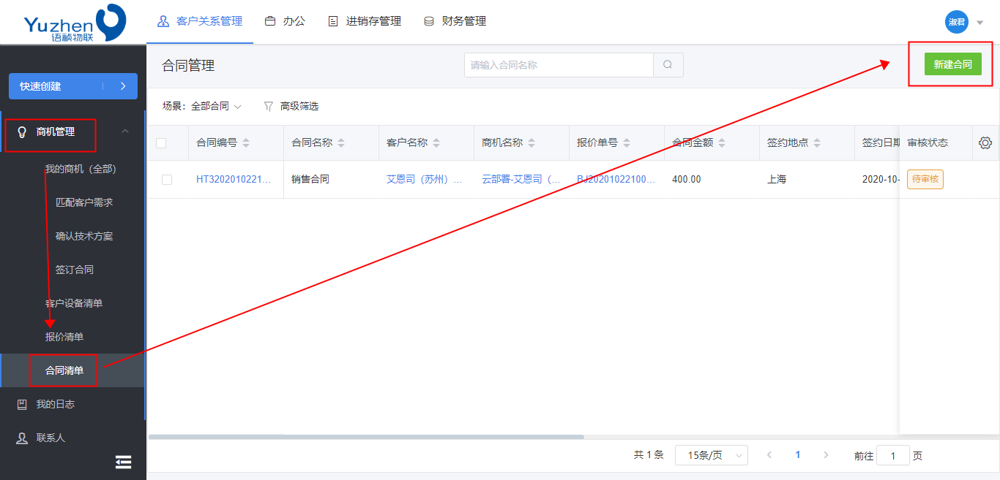 Yuzhen
语祯物联
客户关系管理 办公 进销存管理 财务管理
淑君
快速创建
商机管理
我的商机（全部)
匹配客户需求
确认技术方案
签订合同
客户设备清单
报价清单
合同清单
我的日志
联系人
合同管理
请输入合同名称
新建合同
场景：全部合同 高级筛选
合同编号 合同名称 客户名称 商机名称 报价单号 合同金额 签约地点 签约日期 审核状态
HT3202010221... 销售合同 艾恩司（苏州）... 云部署-艾恩司（... BJ20201022100... 400.00 上海 2020-10- 待审核
共 1 条 15条/页 1 前往 1 页